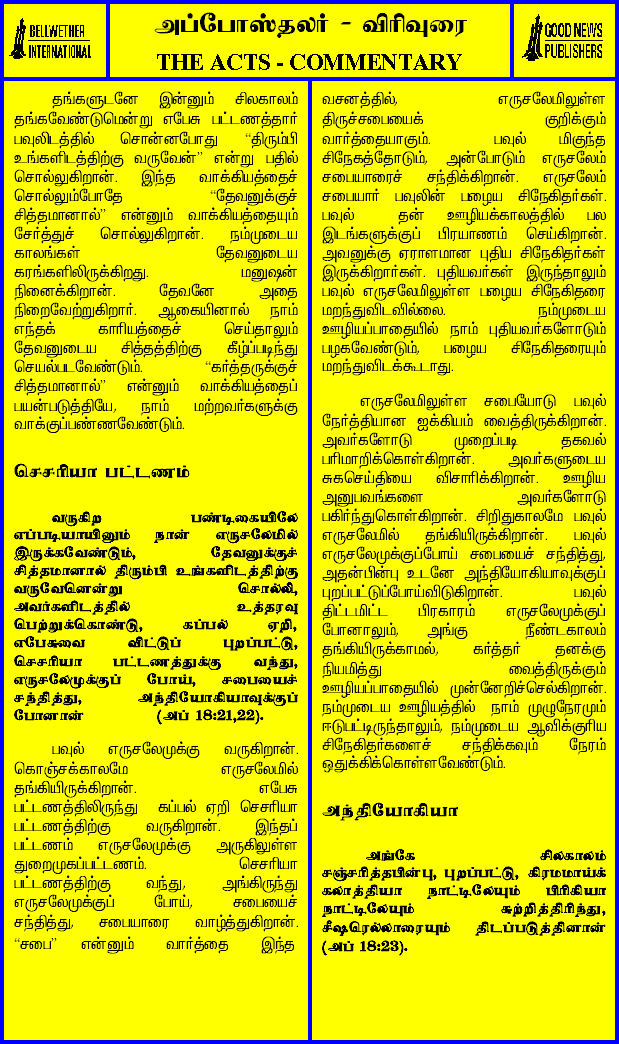 BELLWETHER
INTERNATIONAL
அப்போஸ்தலர் - விரிவுரை
THE ACTS - COMMENTARY
GOOD NEWS
PUBLISHERS
தங்களுடனே இன்னும் சிலகாலம்
தங்கவேண்டுமென்று எபேசு பட்டணத்தார்
பவுலிடத்தில் சொன்னபோது “திரும்பி
உங்களிடத்திற்கு வருவேன்” என்று பதில்
சொல்லுகிறான். இந்த வாக்கியத்தைச்
சொல்லும்போதே “தேவனுக்குச்
சித்தமானால்” என்னும் வாக்கியத்தையும்
சேர்த்துச் சொல்லுகிறான். நம்முடைய
காலங்கள் தேவனுடைய
கரங்களிலிருக்கிறது. மனுஷன்
நினைக்கிறான். தேவனே அதை
நிறைவேற்றுகிறார். ஆகையினால் நாம்
எந்தக் காரியத்தைச் செய்தாலும்
தேவனுடைய சித்தத்திற்கு கீழ்ப்படிந்து
செயல்படவேண்டும். “கர்த்தருக்குச்
சித்தமானால்” என்னும் வாக்கியத்தைப்
பயன்படுத்தியே, நாம் மற்றவர்களுக்கு
வாக்குப்பண்ணவேண்டும்.
செசரியா பட்டணம்
வருகிற பண்டிகையிலே
எப்படியாயினும் நான் எருசலேமில்
இருக்கவேண்டும், தேவனுக்குச்
சித்தமானால் திரும்பி உங்களிடத்திற்கு
வருவேனென்று சொல்லி,
அவர்களிடத்தில் உத்தரவு
பெற்றுக்கொண்டு, கப்பல் ஏறி,
எபேசுவை விட்டுப் புறப்பட்டு,
செசரியா பட்டணத்துக்கு வந்து,
எருசலேமுக்குப் போய், சபையைச்
சந்தித்து, அந்தியோகியாவுக்குப்
போனான் (அப் 18:21,22).
பவுல் எருசலேமுக்கு வருகிறான்.
கொஞ்சக்காலமே எருசலேமில்
தங்கியிருக்கிறான். எபேசு
பட்டணத்திலிருந்து கப்பல் ஏறி செசரியா
பட்டணத்திற்கு வருகிறான். இந்தப்
பட்டணம் எருசலேமுக்கு அருகிலுள்ள
துறைமுகப்பட்டணம். செசரியா
பட்டணத்திற்கு வந்து, அங்கிருந்து
எருசலேமுக்குப் போய், சபையைச்
சந்தித்து, சபையாரை வாழ்த்துகிறான்.
“சபை” என்னும் வார்த்தை இந்த
வசனத்தில், எருசலேமிலுள்ள
திருச்சபையைக் குறிக்கும்
வார்த்தையாகும். பவுல் மிகுந்த
சிநேகத்தோடும், அன்போடும் எருசலேம்
சபையாரைச் சந்திக்கிறான். எருசலேம்
சபையார் பவுலின் பழைய சிநேகிதர்கள்.
பவுல் தன் ஊழியக்காலத்தில் பல
இடங்களுக்குப் பிரயாணம் செய்கிறான்.
அவனுக்கு ஏராளமான புதிய சிநேகிதர்கள்
இருக்கிறார்கள். புதியவர்கள் இருந்தாலும்
பவுல் எருசலேமிலுள்ள பழைய சிநேகிதரை
மறந்துவிடவில்லை. நம்முடைய
ஊழியப்பாதையில் நாம் புதியவர்களோடும்
பழகவேண்டும், பழைய சிநேகிதரையும்
மறந்துவிடக்கூடாது.
எருசலேமிலுள்ள சபையோடு பவுல்
நேர்த்தியான ஐக்கியம் வைத்திருக்கிறான்.
அவர்களோடு முறைப்படி தகவல்
பரிமாறிக்கொள்கிறான். அவர்களுடைய
சுகசெய்தியை விசாரிக்கிறான். ஊழிய
அனுபவங்களை அவர்களோடு
பகிர்ந்துகொள்கிறான். சிறிதுகாலமே பவுல்
எருசலேமில் தங்கியிருக்கிறான். பவுல்
எருசலேமுக்குப்போய் சபையைச் சந்தித்து,
அதன்பின்பு உடனே அந்தியோகியாவுக்குப்
புறப்பட்டுப்போய்விடுகிறான். பவுல்
திட்டமிட்ட பிரகாரம் எருசலேமுக்குப்
போனாலும், அங்கு நீண்டகாலம்
தங்கியிருக்காமல், கர்த்தர் தனக்கு
நியமித்து வைத்திருக்கும்
ஊழியப்பாதையில் முன்னேறிச்செல்கிறான்.
நம்முடைய ஊழியத்தில் நாம் முழுநேரமும்
ஈடுபட்டிருந்தாலும், நம்முடைய ஆவிக்குரிய
சிநேகிதர்களைச் சந்திக்கவும் நேரம்
ஒதுக்கிக்கொள்ளவேண்டும்.
அந்தியோகியா
அங்கே சிலகாலம்
சஞ்சரித்தபின்பு, புறப்பட்டு, கிரமமாய்க்
கலாத்தியா நாட்டிலேயும் பிரிகியா
நாட்டிலேயும் சுற்றித்திரிந்து,
சீஷரெல்லாரையும் திடப்படுத்தினான்
(அப் 18:23).